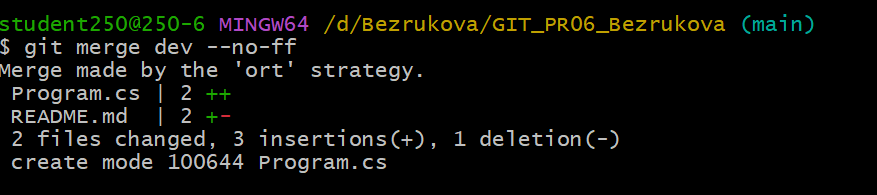 student250@250-6 MINGW64 /d/Bezrukova/GIT_PR06_Bezrukova (main)
$ git merge dev --no-ff
Merge made by the 'ort' strategy.
 Program.cs | 2 ++
 README.md  | 2 +-
 2 files changed, 3 insertions(+), 1 deletion(-)
 create mode 100644 Program.cs